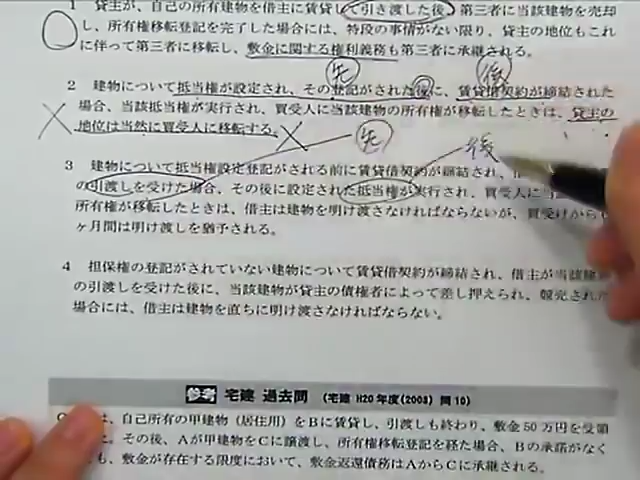 1 貸主が、自己の所有建物を借主に賃貸し、引き渡した後、第三者に当該建物を売却
し、所有権移転登記を完了した場合には、特段の事情がない限り、貸主の地位もこれ
に伴って第三者に移転し、敷金に関する権利義務も第三者に承継される。
先 後
2 建物について抵当権が設定され、その登記がされた後に、賃貸借契約が締結された
場合、当該抵当権が実行され、買受人に当該建物の所有権が移転したときは、貸主の
地位は当然に買受人に移転する。
先 後
3 建物について抵当権設定登記がされる前に賃貸借契約が締結され、
の引渡しを受けた場合、その後に設定された抵当権が実行され、買受人に
所有権が移転したときは、借主は建物を明け渡さなければならないが、買受けから
ヶ月間は明け渡しを猶予される。
4 担保権の登記がされていない建物について賃貸借契約が締結され、借主が当該建物
の引渡しを受けた後に、当該建物が貸主の債権者によって差し押えられ、競売された
場合には、借主は建物を直ちに明け渡さなければならない。
参考 宅建 過去問 (宅建 H20年度(2008) 問10)
は、自己所有の甲建物(居住用)をBに賃貸し、引渡しも終わり、敷金50万円を受領
た。その後、Aが甲建物をCに譲渡し、所有権移転登記を経た場合、Bの承諾がなく
も、敷金が存在する限度において、敷金返還債務はAからCに承継される。